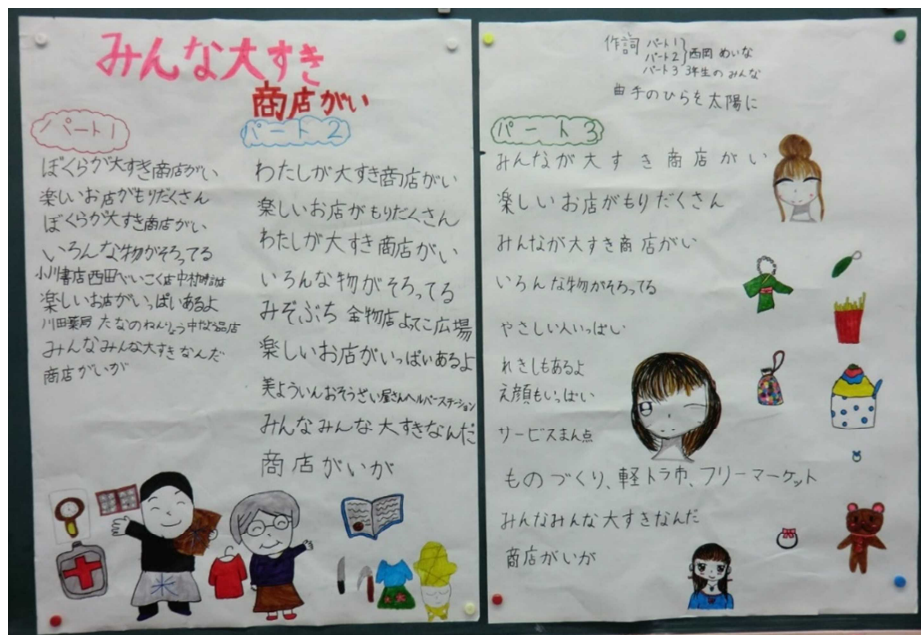 みんな大すき
商店がい
パート1
ぼくらが大すき商店がい
楽しいお店がもりだくさん
ぼくらが大すき商店がい
いろんな物がそろってる
小川書店 西田べいこく店 中村時計
楽しいお店がいっぱいあるよ
川田薬局 たなのねんりょう
みんなみんな大すきなんだ
商店がいが
パート2
わたしが大すき商店がい
楽しいお店がもりだくさん
わたしが大すき商店がい
いろんな物がそろってる
みぞぶち金物店よってこ広場
楽しいお店がいっぱいあるよ
美よういんおそうざい屋さんヘルパーステーション
みんなみんな大すきなんだ
商店がいが
作詞 パート1
パート2 西岡 めいな
パート3 3年生のみんな
曲 手のひらを太陽に
パート3
みんなが大すき商店がい
楽しいお店がもりだくさん
みんなが大すき商店がい
いろんな物がそろってる
やさしい人いっぱい
れきしもあるよ
え顔もいっぱい
サービスまん点
ものづくり、軽トラ市、フリーマーケット
みんなみんな大すきなんだ
商店がいが